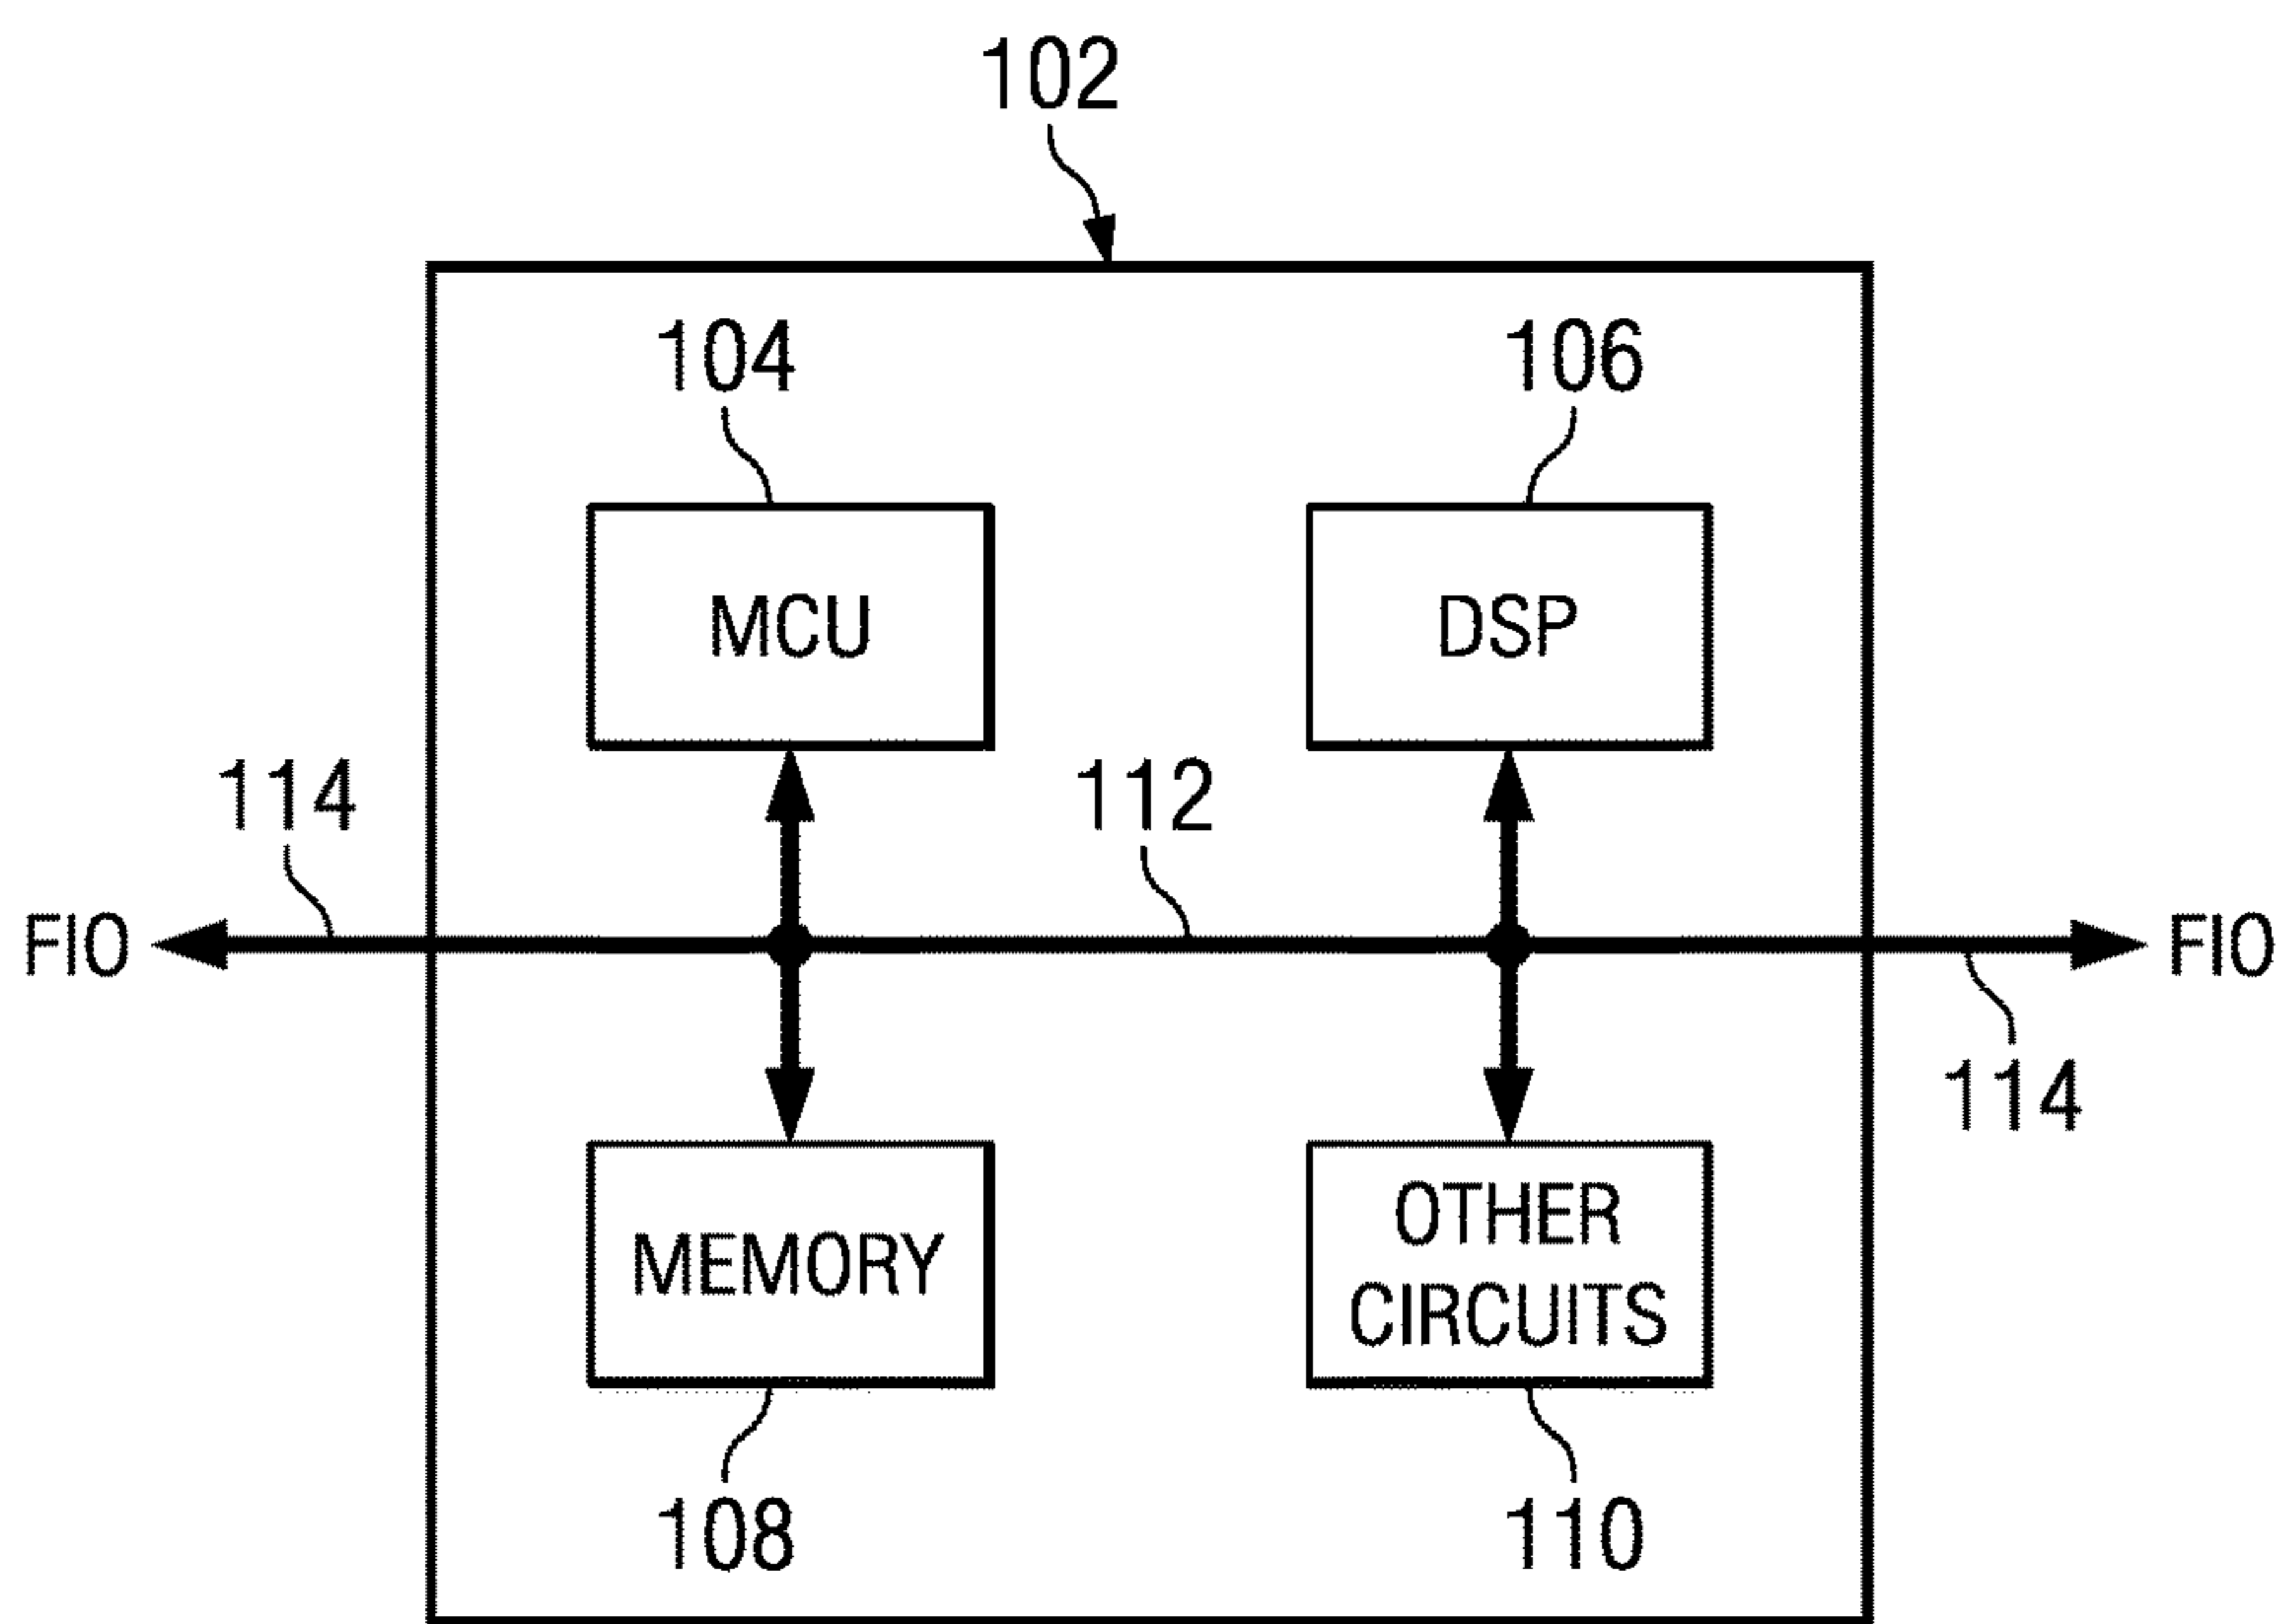 102
104
106
MCU
DSP
114
112
FIO
FIO
114
MEMORY
OTHER
CIRCUITS
108
110